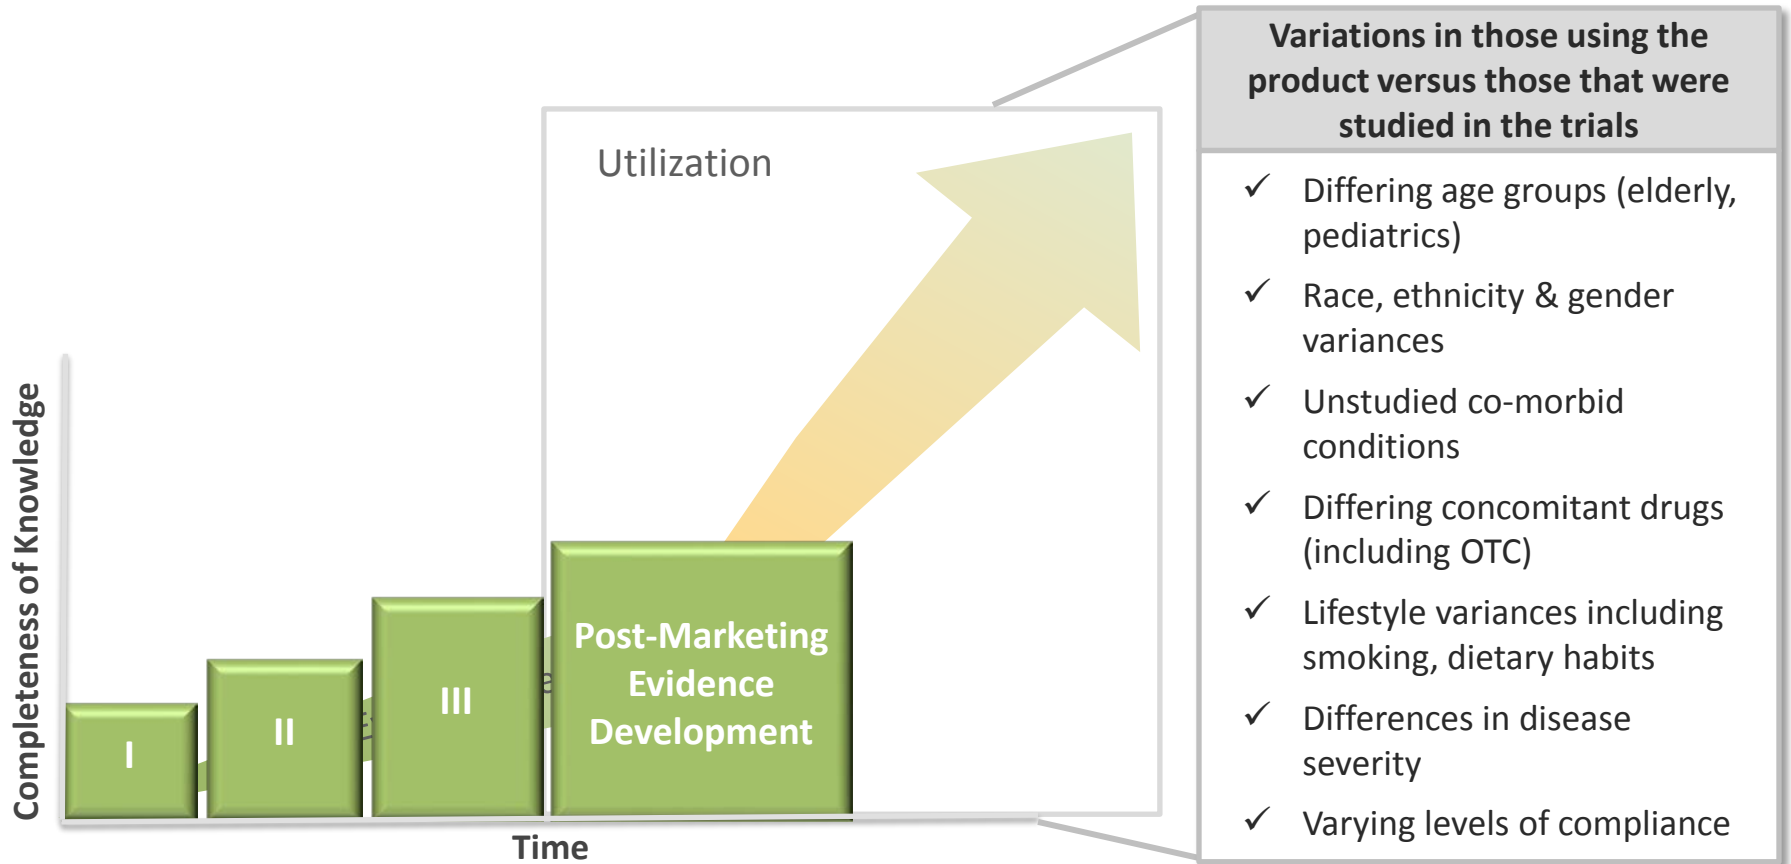 Variations in those using the
product versus those that were
studied in the trials
Utilization
✓ Differing age groups (elderly,
pediatrics)
✓ Race, ethnicity & gender
variances
✓ Unstudied co-morbid
conditions
✓ Differing concomitant drugs
(including OTC)
✓ Lifestyle variances including
smoking, dietary habits
✓ Differences in disease
severity
✓ Varying levels of compliance
Completeness of Knowledge
I
II
III
Post-Marketing
Evidence
Development
Time